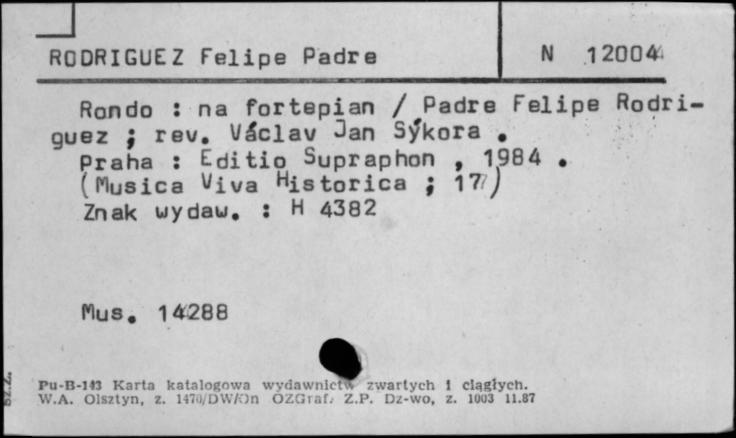 RODRIGUEZ Felipe Padre
N 12004
Rondo : na fortepian / Padre Felipe Rodri-
guez ; rev. Václav Jan Sýkora .
Praha : Editio Supraphon , 1984 .
(Musica Viva Historica ; 17)
Znak wydaw. : H 4382
Mus. 14288
Pu-B-143 Karta katalogowa wydawnictw zwartych i ciągłych.
W.A. Olsztyn, z. 1470/DW/On OZGraf. Z.P. Dz-wo, z. 1003 11.87